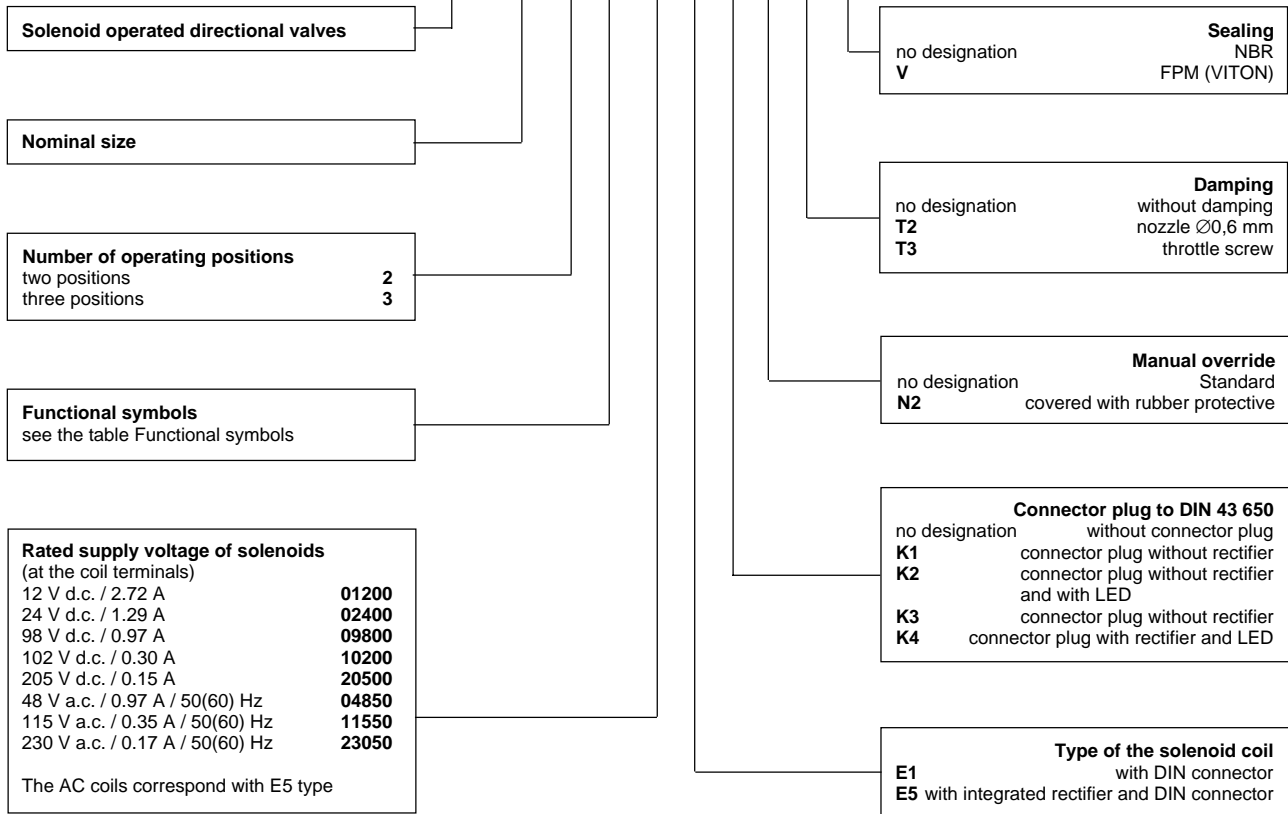 Solenoid operated directional valves
Nominal size
Number of operating positions
two positions 2
three positions 3
Functional symbols
see the table Functional symbols
Rated supply voltage of solenoids
(at the coil terminals)
12 V d.c. / 2.72 A 01200
24 V d.c. / 1.29 A 02400
98 V d.c. / 0.97 A 09800
102 V d.c. / 0.30 A 10200
205 V d.c. / 0.15 A 20500
48 V a.c. / 0.97 A / 50(60) Hz 04850
115 V a.c. / 0.35 A / 50(60) Hz 11550
230 V a.c. / 0.17 A / 50(60) Hz 23050
The AC coils correspond with E5 type
Sealing
no designation NBR
V FPM (VITON)
Damping
no designation without damping
T2 nozzle ∅0,6 mm
T3 throttle screw
Manual override
no designation Standard
N2 covered with rubber protective
Connector plug to DIN 43 650
no designation without connector plug
K1 connector plug without rectifier
K2 connector plug without rectifier
and with LED
K3 connector plug without rectifier
K4 connector plug with rectifier and LED
Type of the solenoid coil
E1 with DIN connector
E5 with integrated rectifier and DIN connector